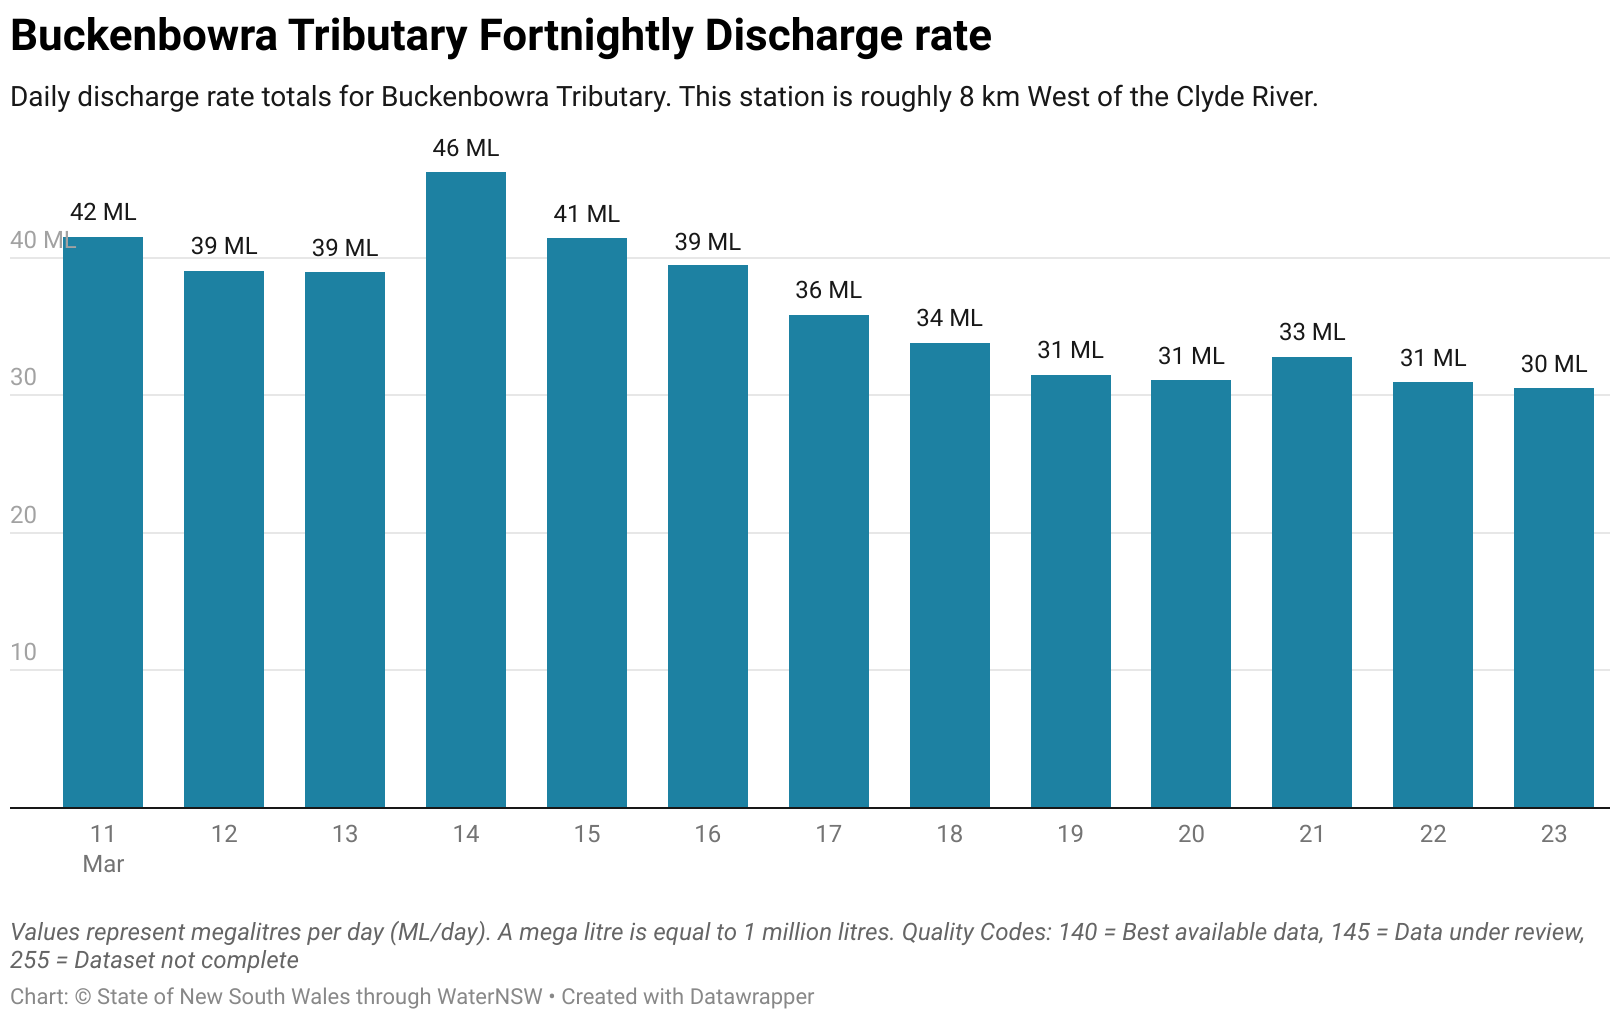 Buckenbowra Tributary Fortnightly Discharge rate
Daily discharge rate totals for Buckenbowra Tributary. This station is roughly 8 km West of the Clyde River.
46 ML
42 ML
41 ML
40 ML
39 ML
39 ML
39 ML
36 ML
34 ML
33 ML
31 ML
31 ML
31 ML
30 ML
30
20
10
11 12 13 14 15 16 17 18 19 20 21 22 23
Mar
Values represent megalitres per day (ML/day). A mega litre is equal to 1 million litres. Quality Codes: 140 = Best available data, 145 = Data under review,
255 = Dataset not complete
Chart: © State of New South Wales through WaterNSW • Created with Datawrapper